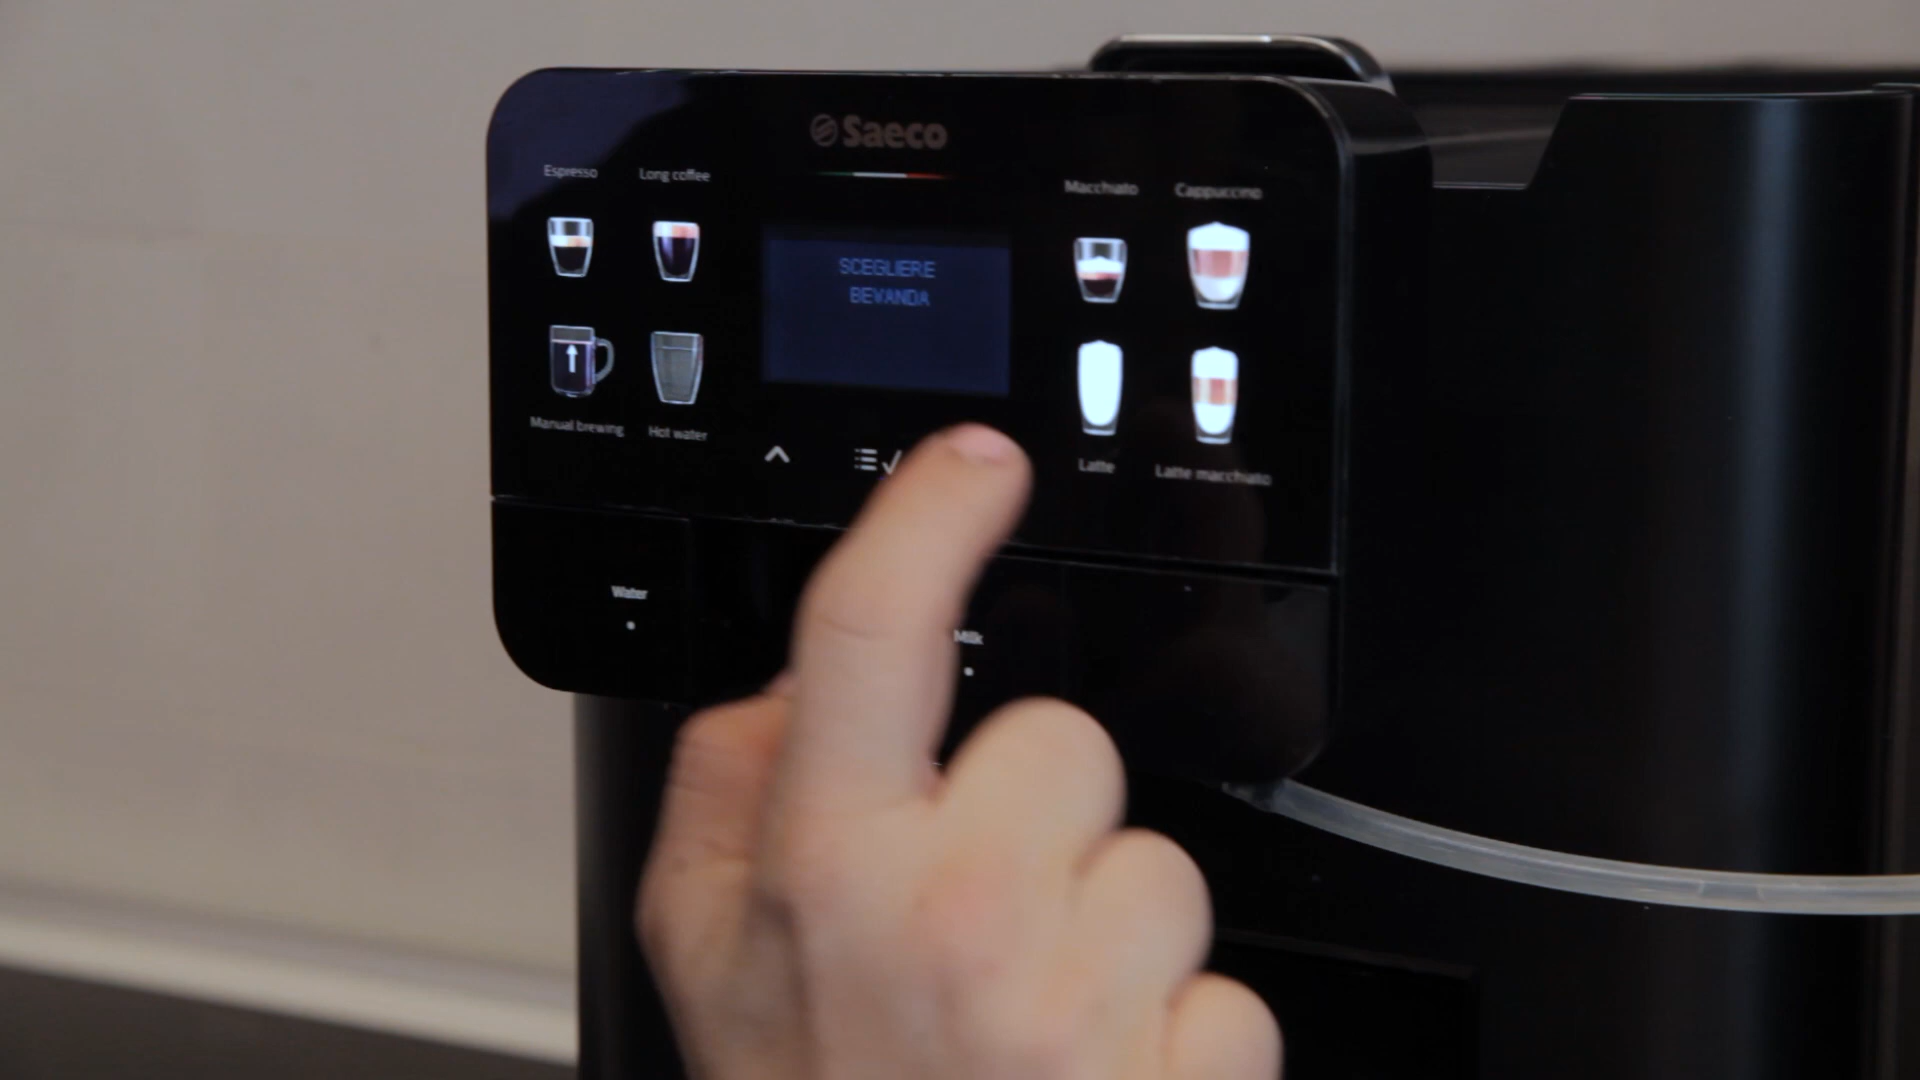 Saeco
Espresso
Long coffee
Macchiato
Cappuccino
SCEGLIERE
BEVANDA
Manual brewing
Hot water
Latte
Latte macchiato
Water
Milk